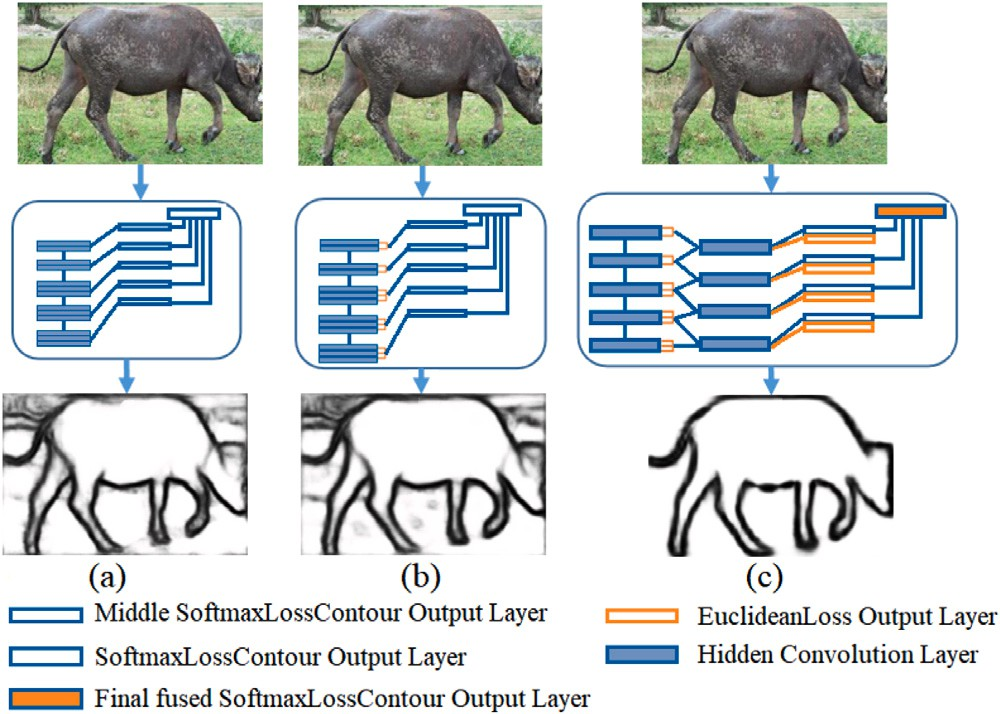 (a) (b) (c)
Middle SoftmaxLossContour Output Layer
EuclideanLoss Output Layer
SoftmaxLossContour Output Layer
Hidden Convolution Layer
Final fused SoftmaxLossContour Output Layer